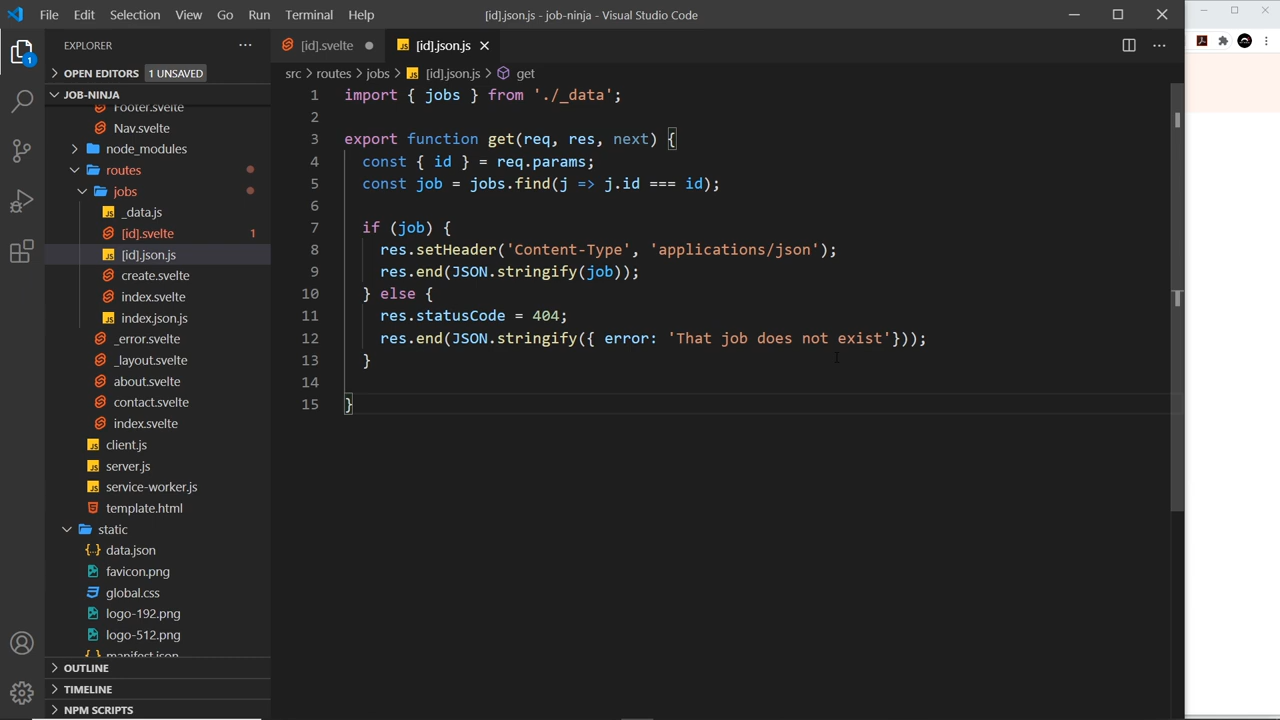 File Edit Selection View Go Run Terminal Help [id].json.js - job-ninja - Visual Studio Code
EXPLORER
[id].svelte
[id].json.js
1
OPEN EDITORS 1 UNSAVED
JOB-NINJA
Footer.svelte
Nav.svelte
node_modules
routes
jobs
_data.js
[id].svelte 1
[id].json.js
create.svelte
index.svelte
index.json.js
_error.svelte
_layout.svelte
about.svelte
contact.svelte
index.svelte
client.js
server.js
service-worker.js
template.html
static
data.json
favicon.png
global.css
logo-192.png
logo-512.png
manifest.json
OUTLINE
TIMELINE
NPM SCRIPTS
src > routes > jobs > [id].json.js > get
1 import { jobs } from './_data';
2
3 export function get(req, res, next) {
4 const { id } = req.params;
5 const job = jobs.find(j => j.id === id);
6
7 if (job) {
8 res.setHeader('Content-Type', 'applications/json');
9 res.end(JSON.stringify(job));
10 } else {
11 res.statusCode = 404;
12 res.end(JSON.stringify({ error: 'That job does not exist'}));
13 }
14
15 }